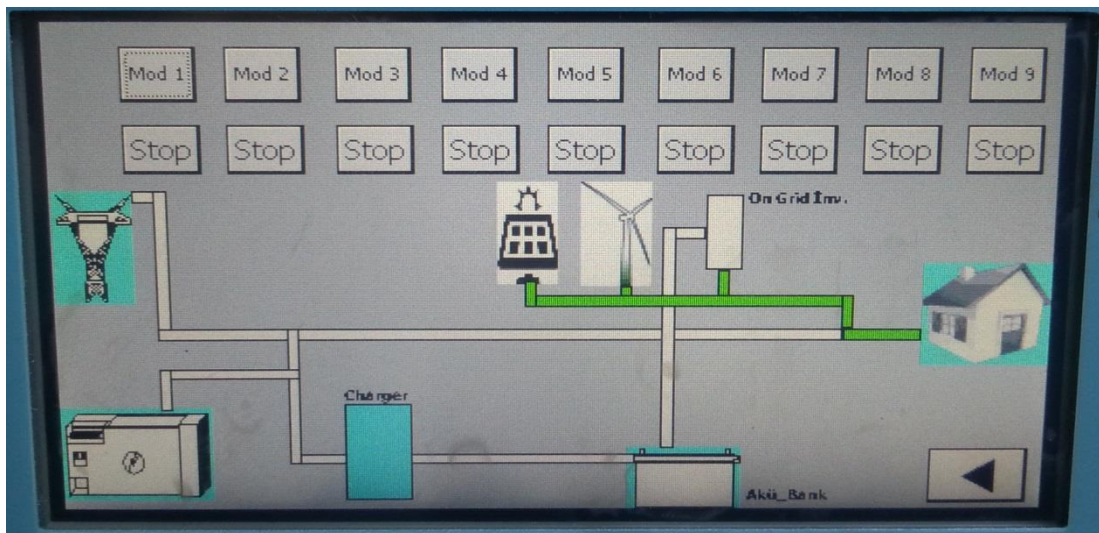 Mod 1 Mod 2 Mod 3 Mod 4 Mod 5 Mod 6 Mod 7 Mod 8 Mod 9
Stop Stop Stop Stop Stop Stop Stop Stop Stop
On Grid İnv.
Charger
Akü_Bank